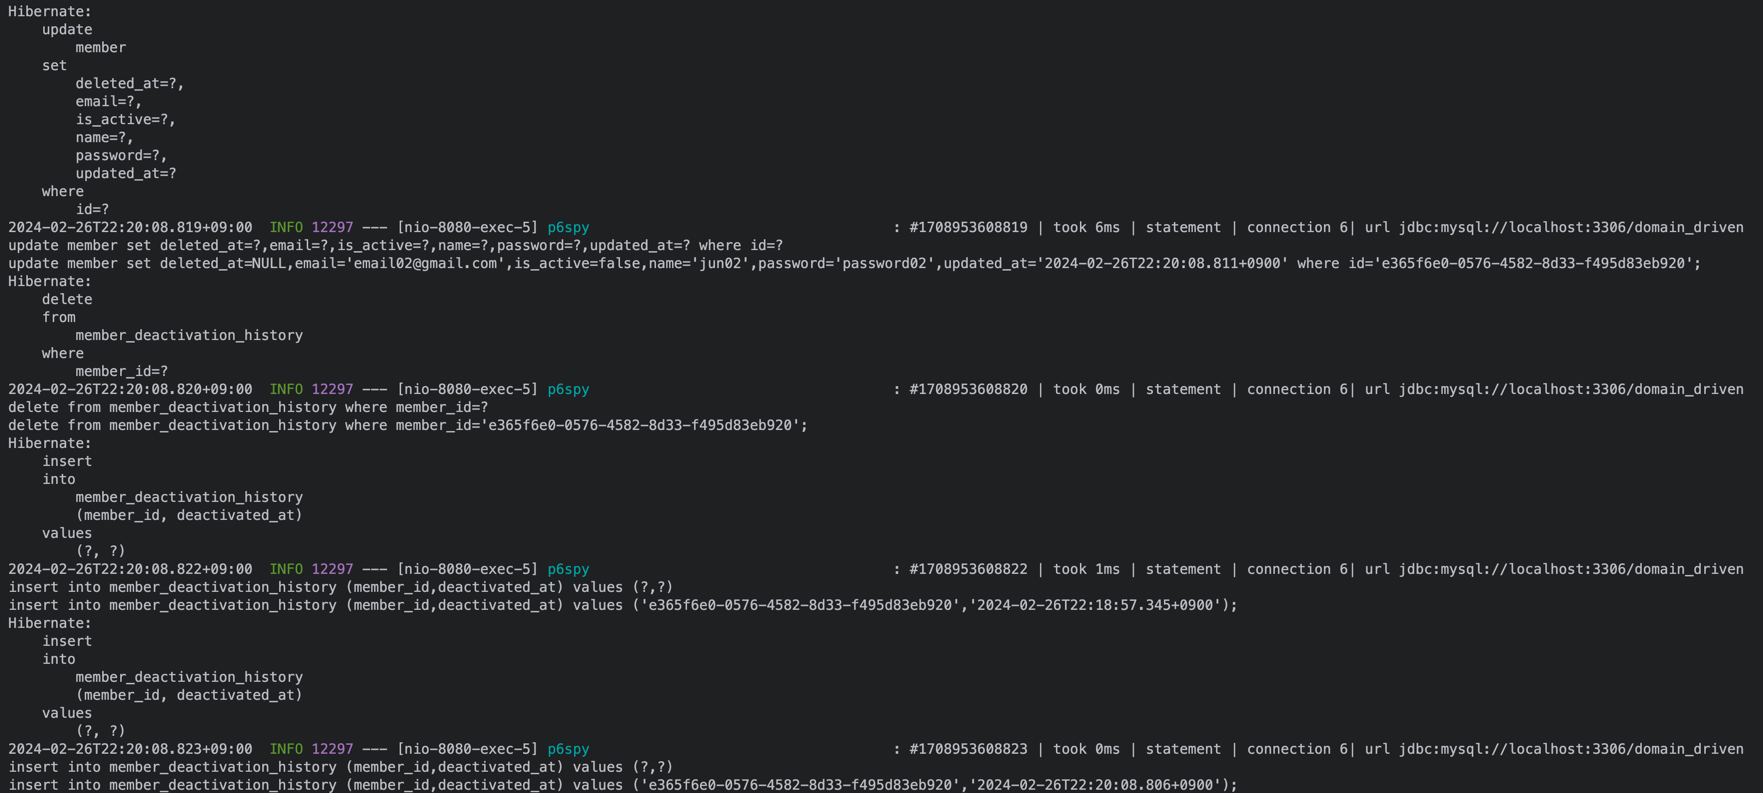 Hibernate:
    update
        member
    set
        deleted_at=?,
        email=?,
        is_active=?,
        name=?,
        password=?,
        updated_at=?
    where
        id=?
2024-02-26T22:20:08.819+09:00  INFO 12297 --- [nio-8080-exec-5] p6spy                                    : #1708953608819 | took 6ms | statement | connection 6| url jdbc:mysql://localhost:3306/domain_driven
update member set deleted_at=?,email=?,is_active=?,name=?,password=?,updated_at=? where id=?
update member set deleted_at=NULL,email='email02@gmail.com',is_active=false,name='jun02',password='password02',updated_at='2024-02-26T22:20:08.811+0900' where id='e365f6e0-0576-4582-8d33-f495d83eb920';
Hibernate:
    delete
    from
        member_deactivation_history
    where
        member_id=?
2024-02-26T22:20:08.820+09:00  INFO 12297 --- [nio-8080-exec-5] p6spy                                    : #1708953608820 | took 0ms | statement | connection 6| url jdbc:mysql://localhost:3306/domain_driven
delete from member_deactivation_history where member_id=?
delete from member_deactivation_history where member_id='e365f6e0-0576-4582-8d33-f495d83eb920';
Hibernate:
    insert
    into
        member_deactivation_history
        (member_id, deactivated_at)
    values
        (?, ?)
2024-02-26T22:20:08.822+09:00  INFO 12297 --- [nio-8080-exec-5] p6spy                                    : #1708953608822 | took 1ms | statement | connection 6| url jdbc:mysql://localhost:3306/domain_driven
insert into member_deactivation_history (member_id,deactivated_at) values (?,?)
insert into member_deactivation_history (member_id,deactivated_at) values ('e365f6e0-0576-4582-8d33-f495d83eb920','2024-02-26T22:18:57.345+0900');
Hibernate:
    insert
    into
        member_deactivation_history
        (member_id, deactivated_at)
    values
        (?, ?)
2024-02-26T22:20:08.823+09:00  INFO 12297 --- [nio-8080-exec-5] p6spy                                    : #1708953608823 | took 0ms | statement | connection 6| url jdbc:mysql://localhost:3306/domain_driven
insert into member_deactivation_history (member_id,deactivated_at) values (?,?)
insert into member_deactivation_history (member_id,deactivated_at) values ('e365f6e0-0576-4582-8d33-f495d83eb920','2024-02-26T22:20:08.806+0900');